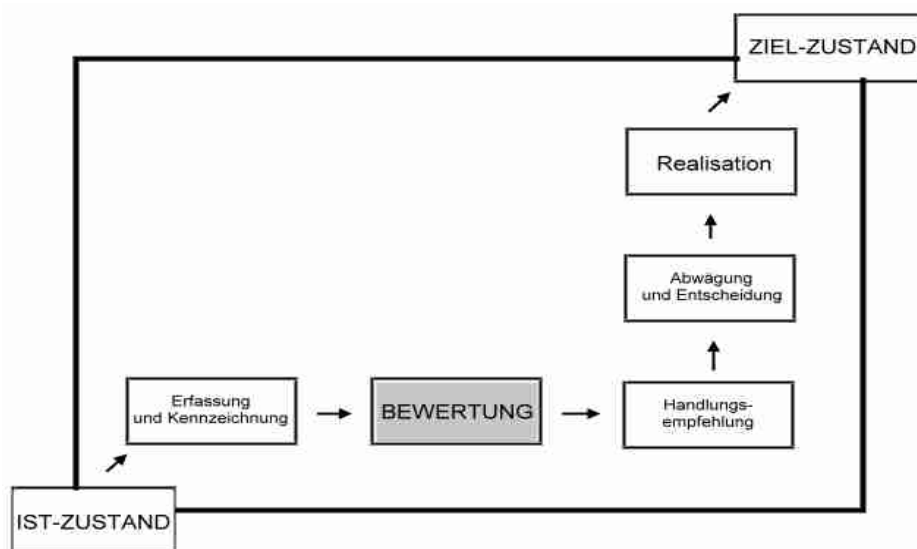 ZIEL-ZUSTAND
Realisation
Abwägung
und Entscheidung
Erfassung
und Kennzeichnung
BEWERTUNG
Handlungs-
empfehlung
IST-ZUSTAND